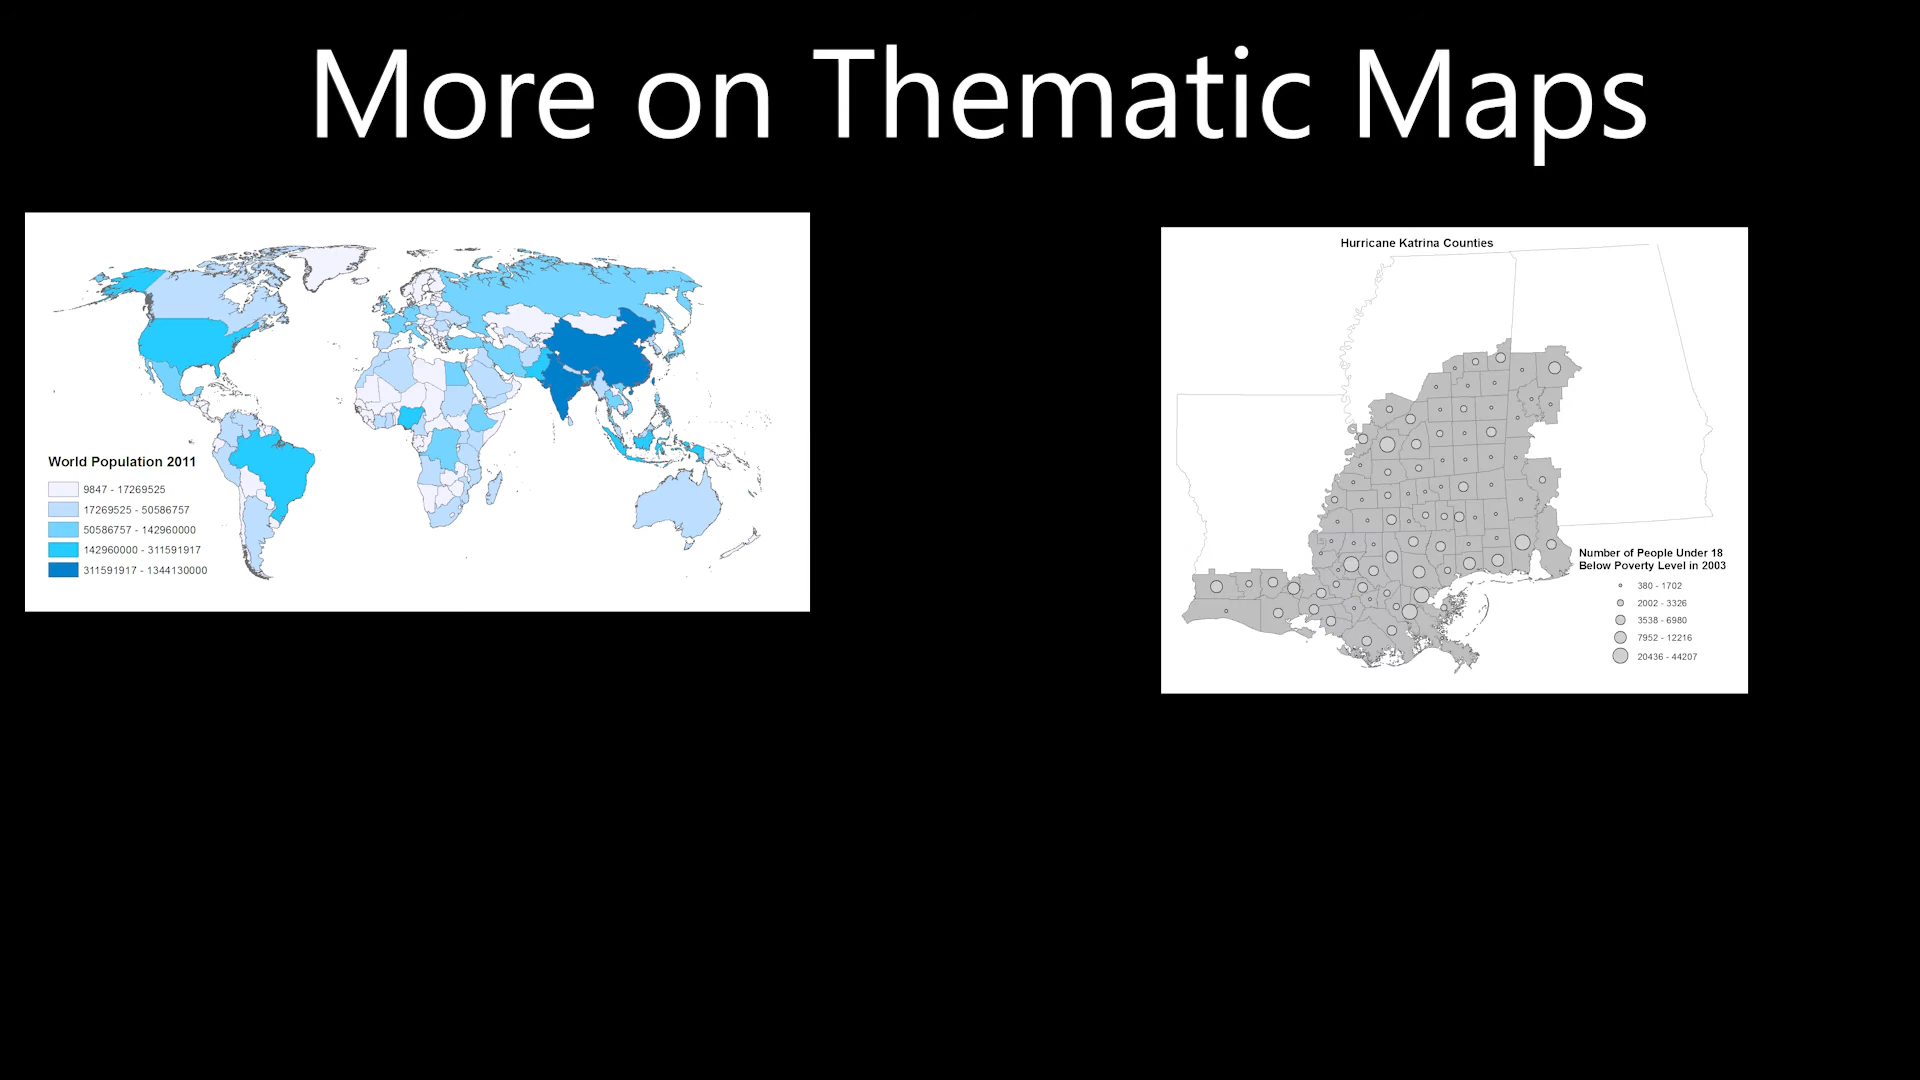 More on Thematic Maps
World Population 2011
9847 - 17269525
17269525 - 50586757
50586757 - 142960000
142960000 - 311591917
311591917 - 1344130000
Hurricane Katrina Counties
Number of People Under 18
Below Poverty Level in 2003
380 - 1702
2002 - 3326
3538 - 6980
7952 - 12216
20436 - 44207